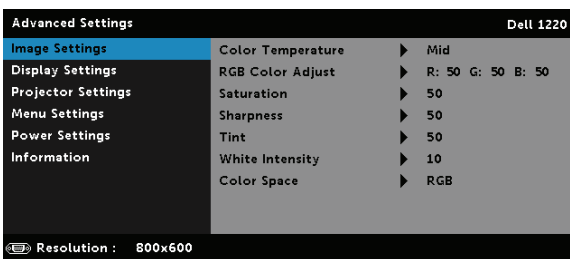 Advanced Settings Dell 1220
Image Settings Color Temperature Mid
Display Settings RGB Color Adjust R: 50 G: 50 B: 50
Projector Settings Saturation 50
Menu Settings Sharpness 50
Power Settings Tint 50
Information White Intensity 10
Color Space RGB
Resolution : 800x600